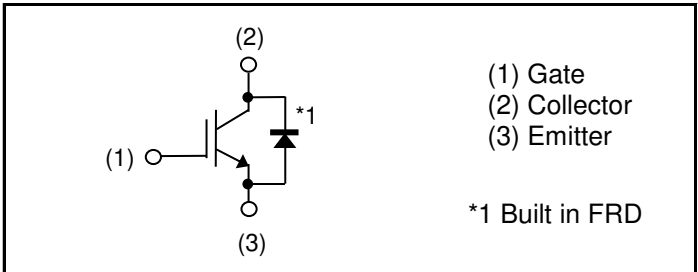 (2)
*1
(1)
(3)
(1) Gate
(2) Collector
(3) Emitter
*1 Built in FRD